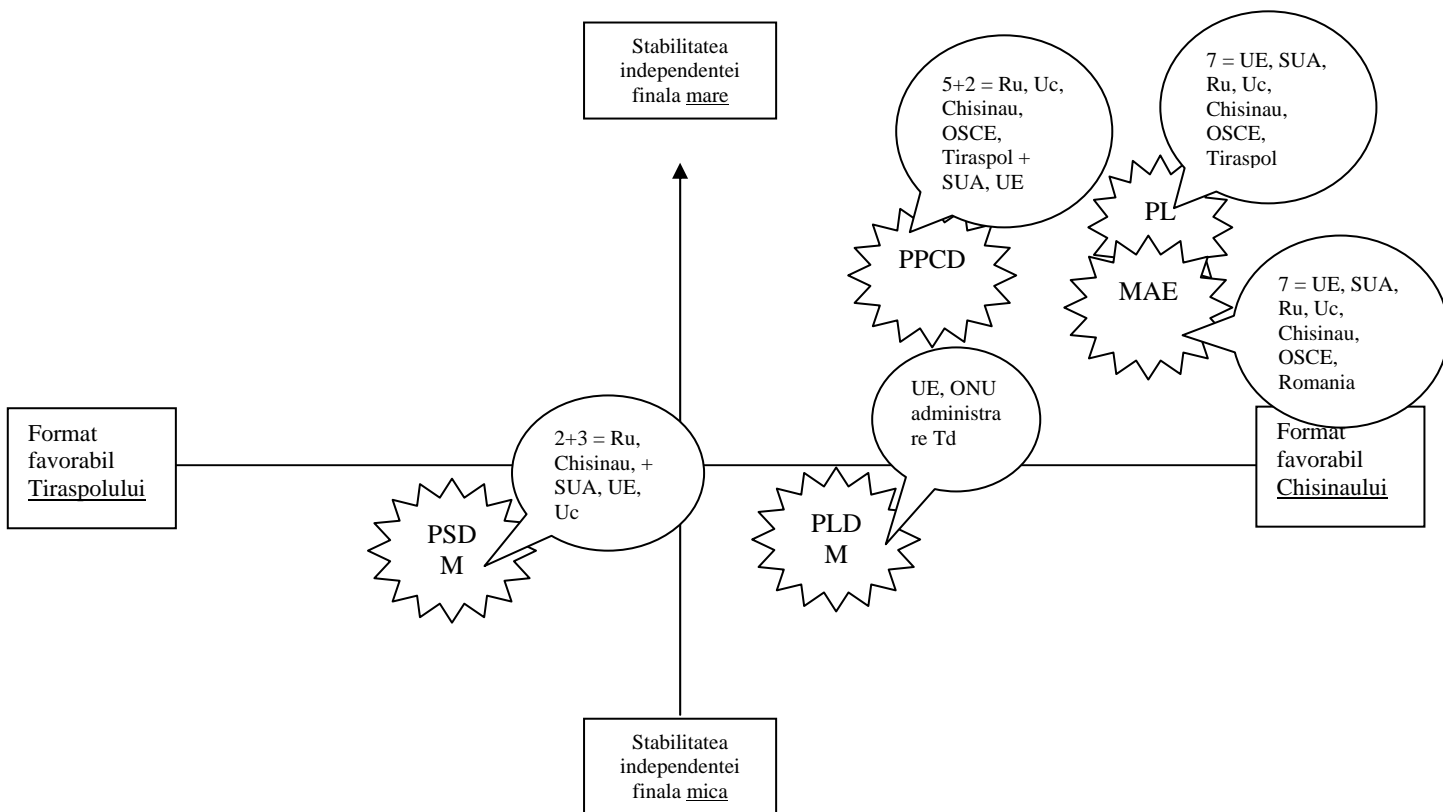 Stabilitatea
independentei
finala mare
5+2 = Ru, Uc,
Chisinau,
OSCE,
Tiraspol +
SUA, UE
7 = UE, SUA,
Ru, Uc,
Chisinau,
OSCE,
Tiraspol
PL
PPCD
MAE
7 = UE, SUA,
Ru, Uc,
Chisinau,
OSCE,
Romania
UE, ONU
administra
re Td
Format
favorabil
Tiraspolului
2+3 = Ru,
Chisinau, +
SUA, UE,
Uc
Format
favorabil
Chisinaului
PSD
M
PLD
M
Stabilitatea
independentei
finala mica